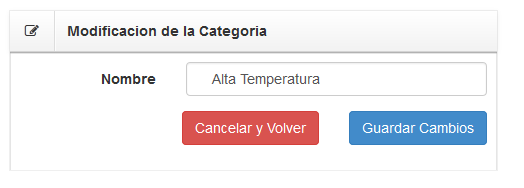 Modificacion de la Categoria
Nombre
Alta Temperatura
Cancelar y Volver
Guardar Cambios